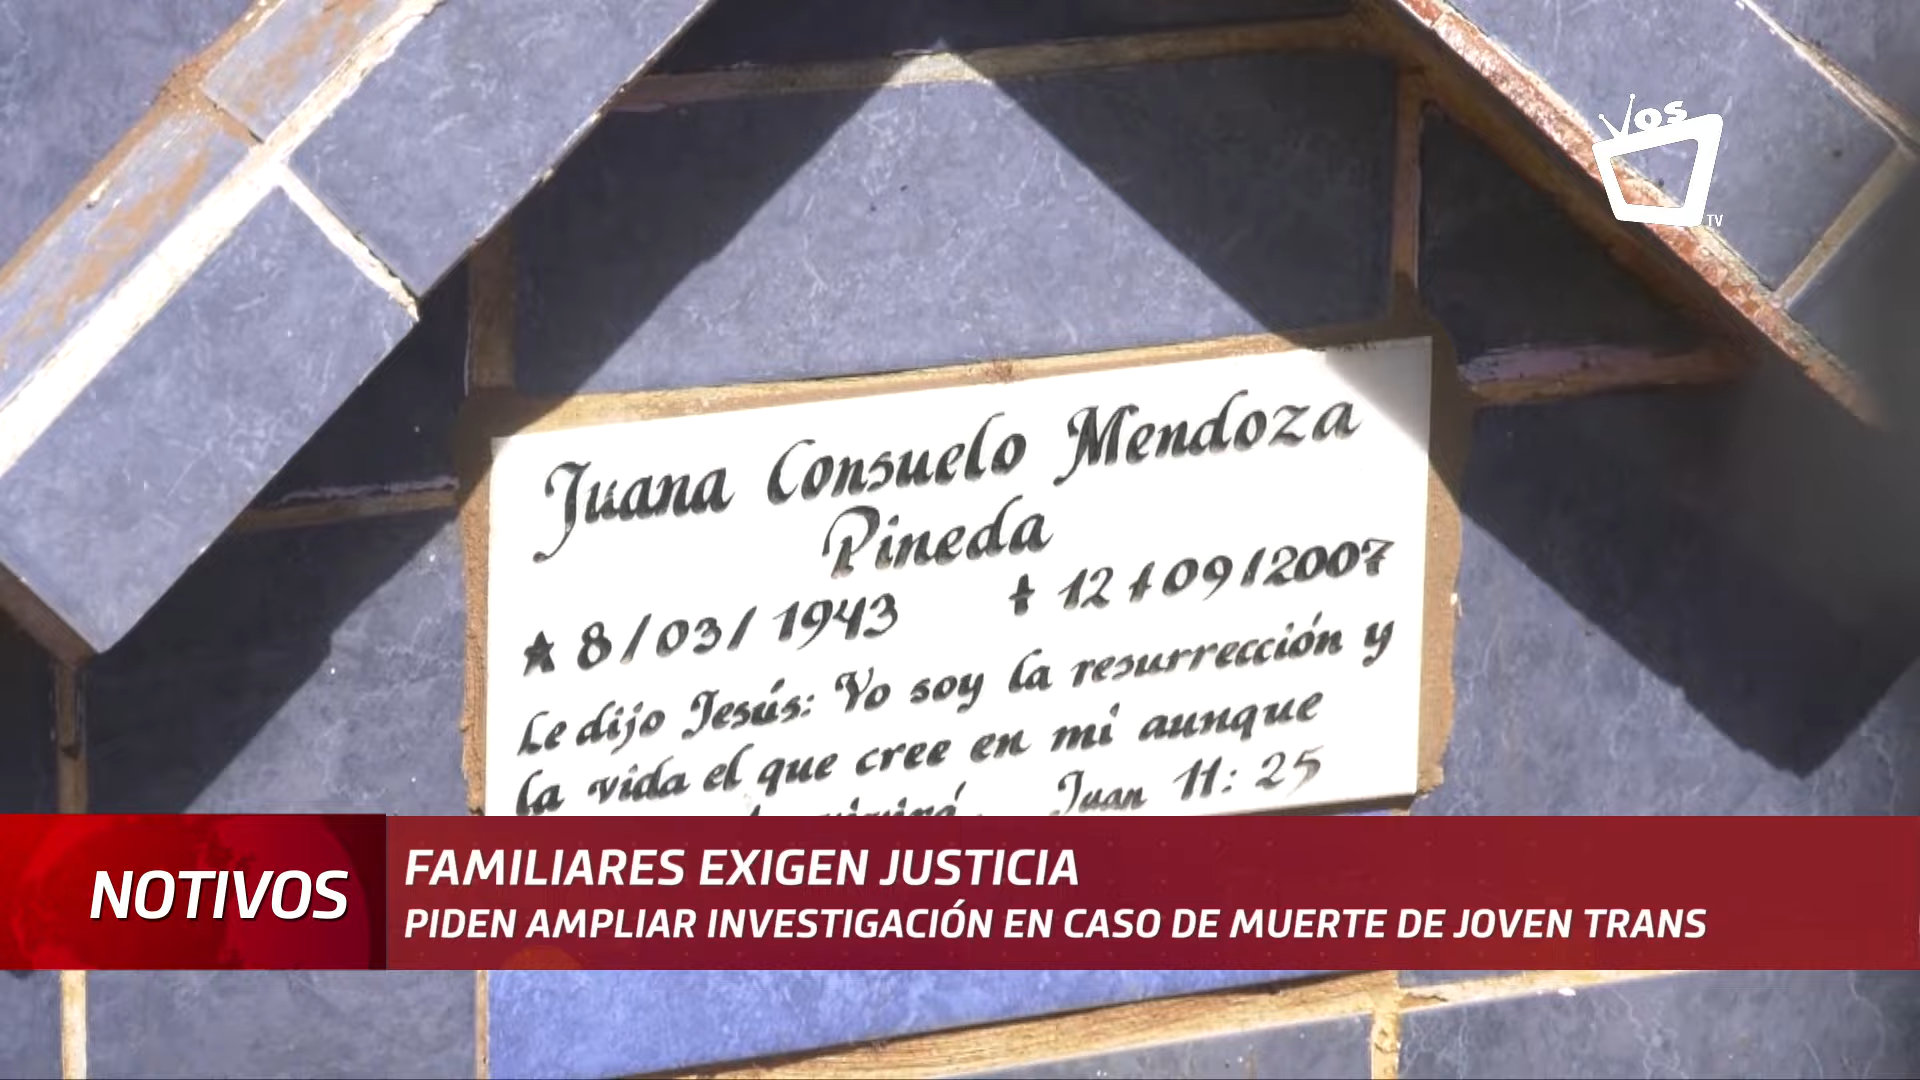 VOS
TV
Juana Consuelo Mendoza
Pineda
★ 8/03/1943 ✝ 12/09/2007
Le dijo Jesús: Yo soy la resurrección y
la vida el que cree en mi aunque
vivirá. Juan 11:25
NOTIVOS
FAMILIARES EXIGEN JUSTICIA
PIDEN AMPLIAR INVESTIGACIÓN EN CASO DE MUERTE DE JOVEN TRANS